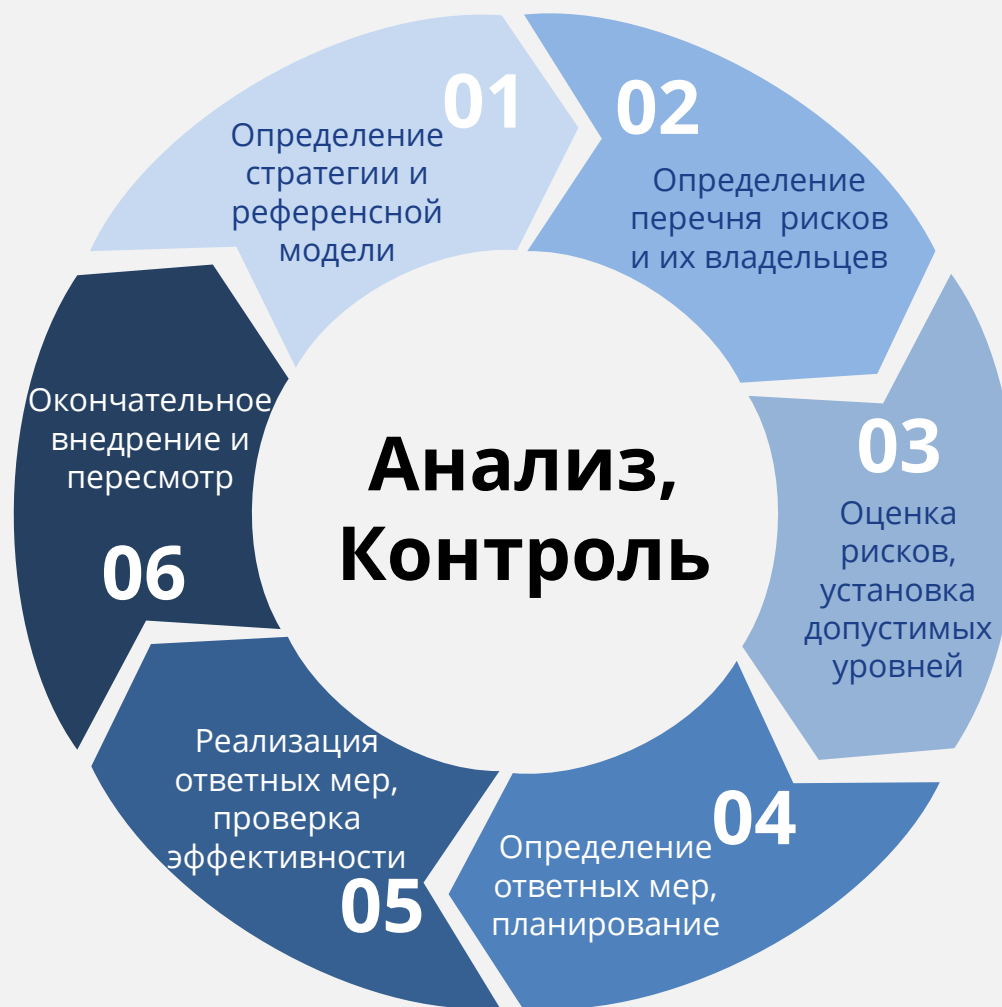 01
Определение
стратегии и
референсной
модели
02
Определение
перечня  рисков
и их владельцев
03
Оценка
рисков,
установка
допустимых
уровней
04
Определение
ответных мер,
планирование
Реализация
ответных мер,
проверка
эффективности
05
Окончательное
внедрение и
пересмотр
06
Анализ,
Контроль